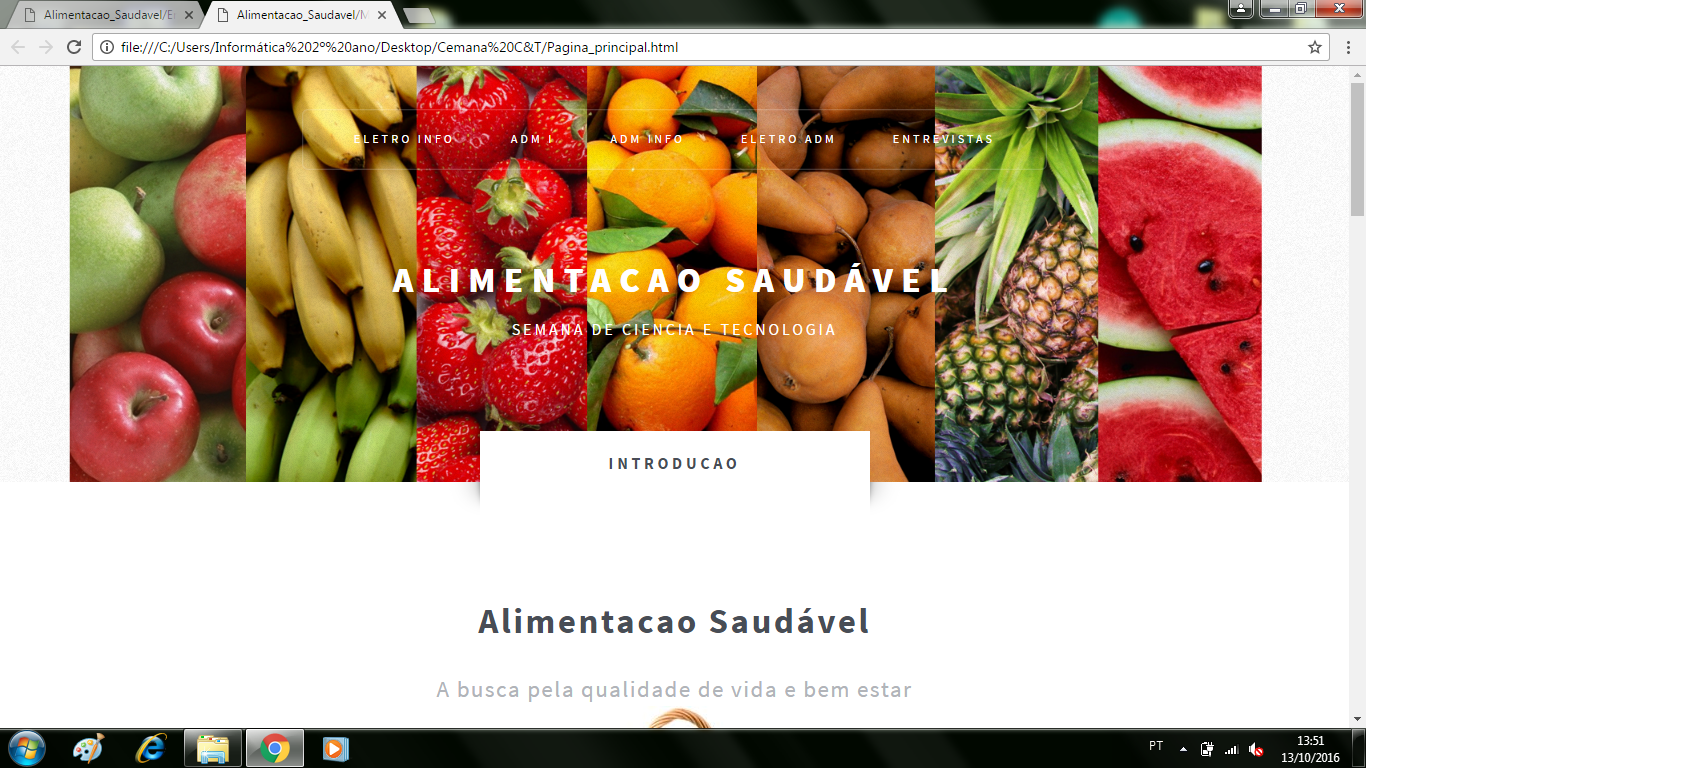 Alimentacao_Saudavel/E
Alimentacao_Saudavel/M
file:///C:/Users/Informática%202º%20ano/Desktop/Cemana%20C&T/Pagina_principal.html
ELETRO INFO ADM I ADM INFO ELETRO ADM ENTREVISTAS
ALIMENTACAO SAUDÁVEL
SEMANA DE CIENCIA E TECNOLOGIA
INTRODUCAO
Alimentacao Saudável
A busca pela qualidade de vida e bem estar
PT
13:51
13/10/2016